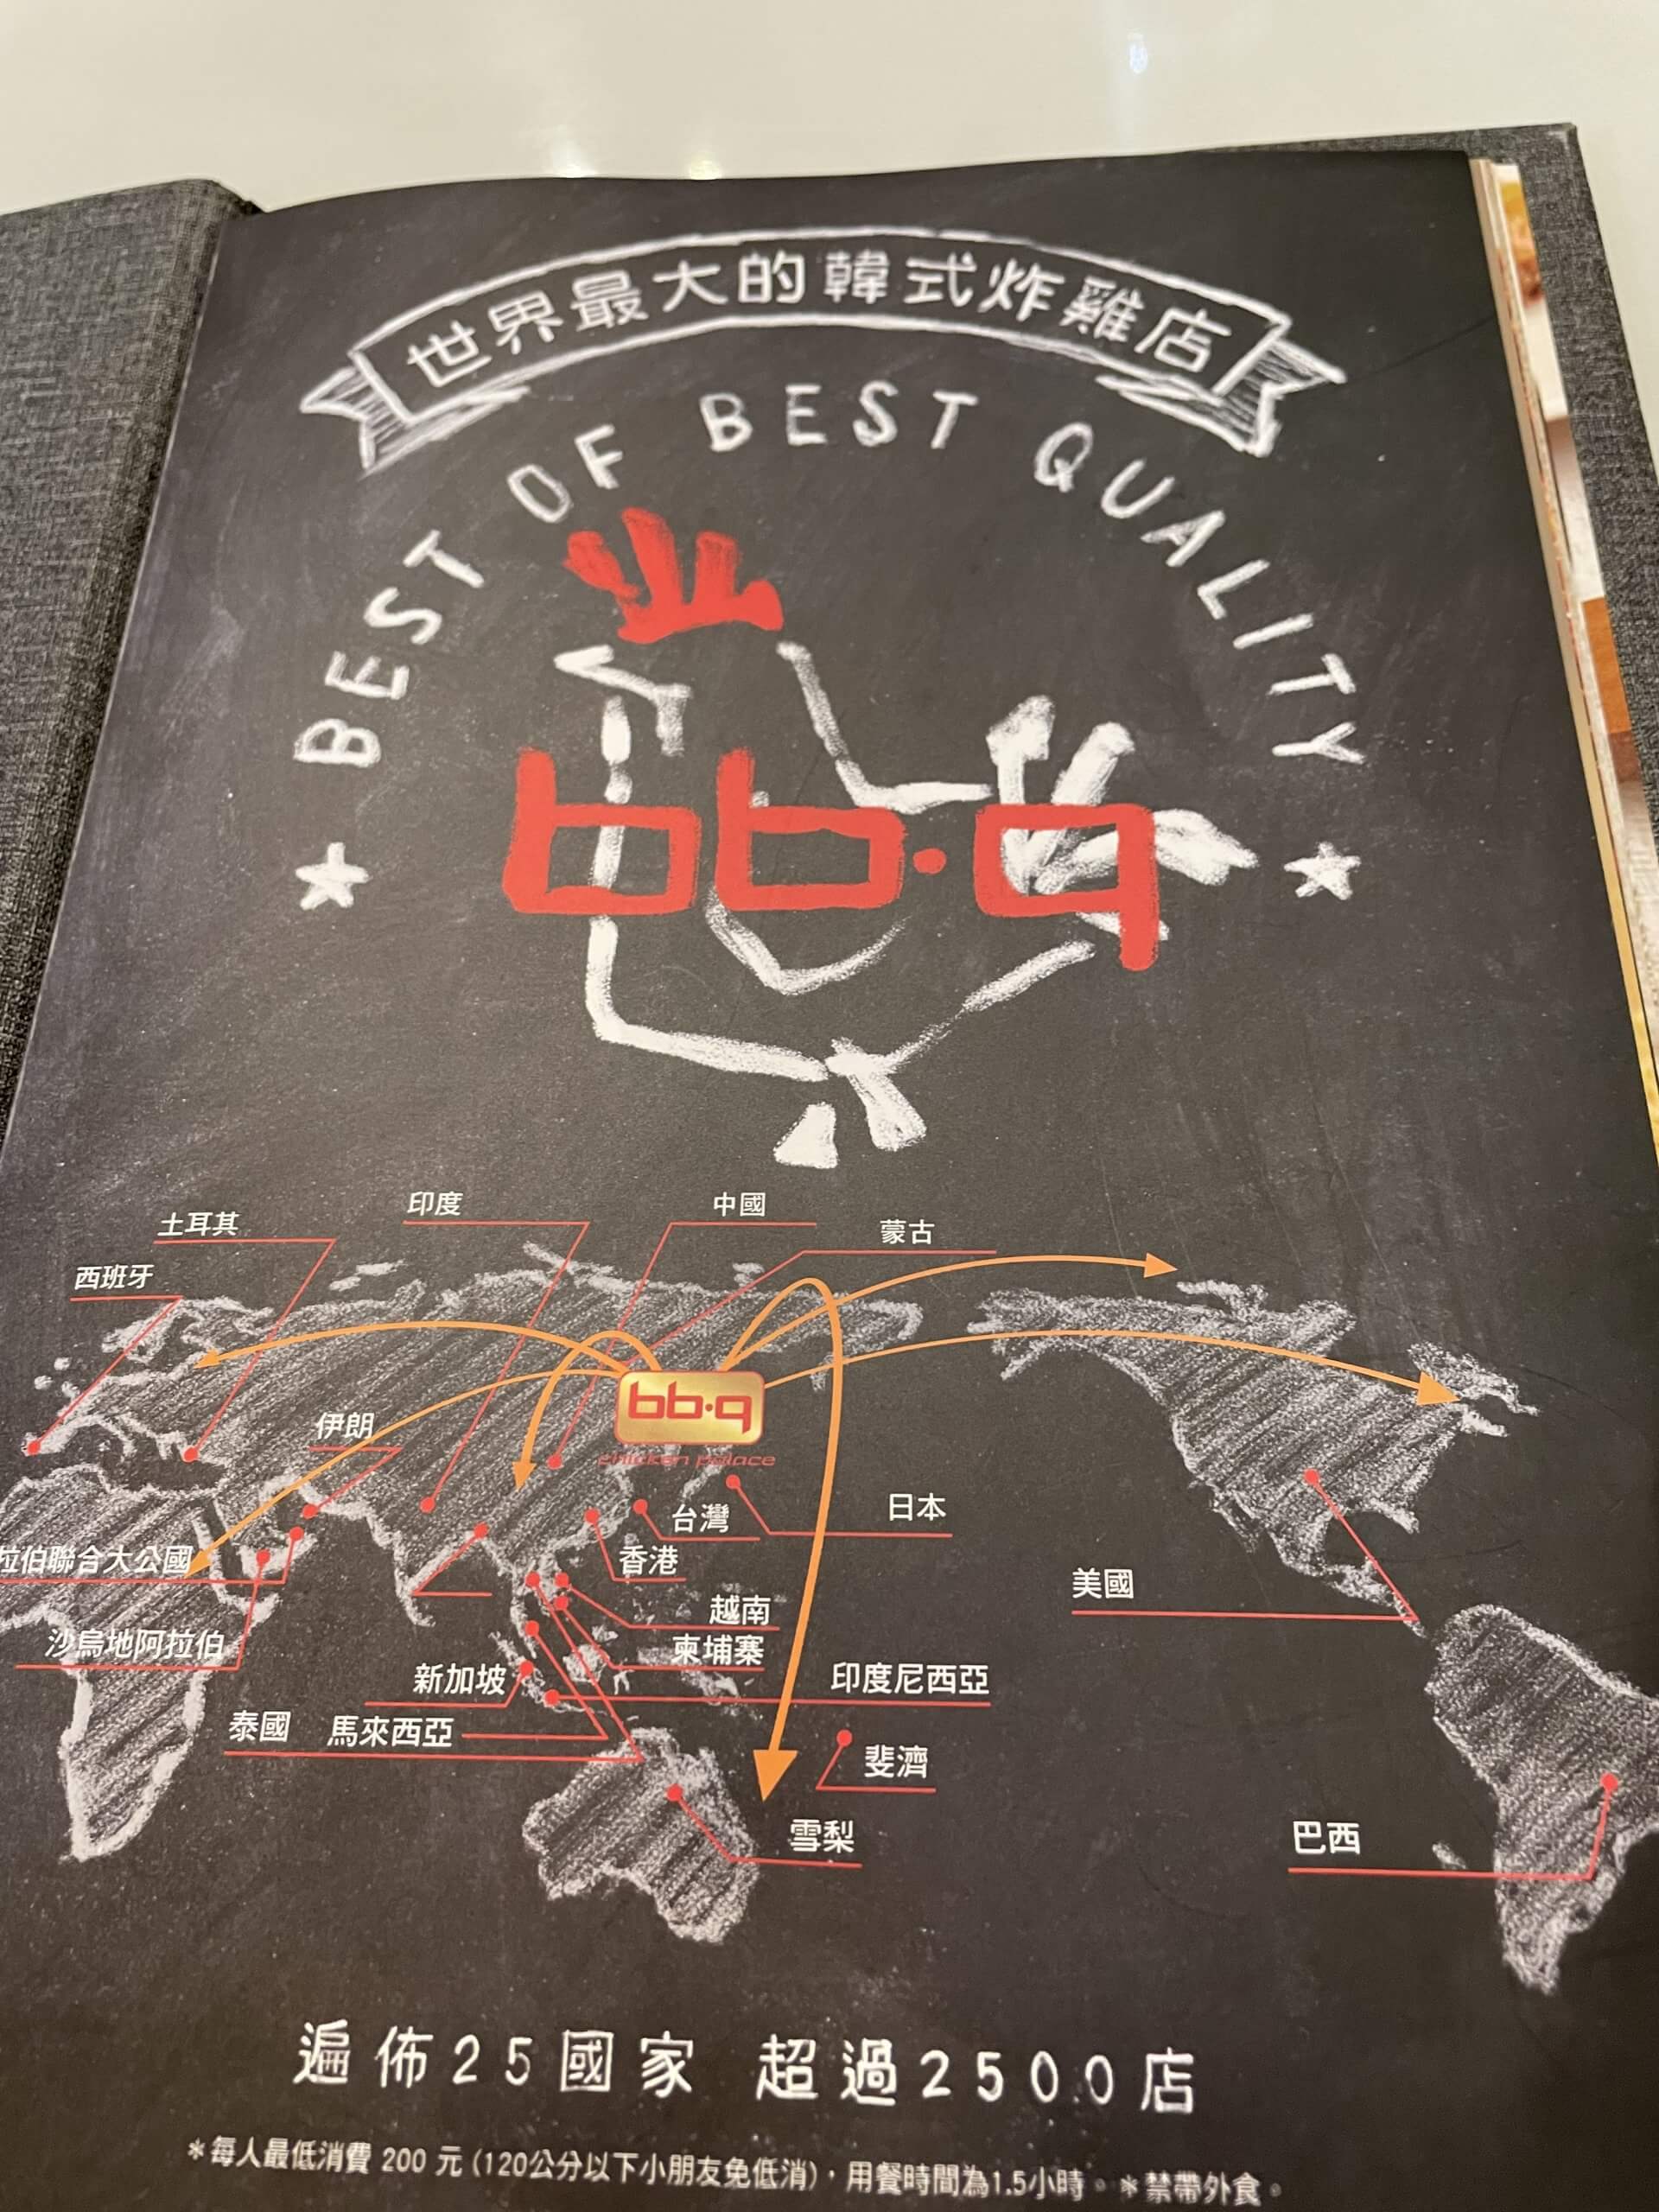 世界最大的韓式炸雞店
BEST OF BEST QUALITY
bb.q
印度
中國
土耳其
蒙古
西班牙
bb.q
伊朗
chicken palace
日本
台灣
拉伯聯合大公國
香港
美國
越南
沙烏地阿拉伯
柬埔寨
新加坡
印度尼西亞
泰國 馬來西亞
斐濟
雪梨
巴西
遍佈25國家 超過2500店
*每人最低消費 200 元 (120公分以下小朋友免低消),用餐時間為1.5小時。*禁帶外食。